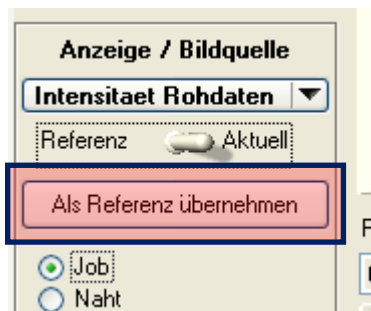 Anzeige / Bildquelle
Intensitaet Rohdaten
Referenz Aktuell
Als Referenz übernehmen
Job
Naht